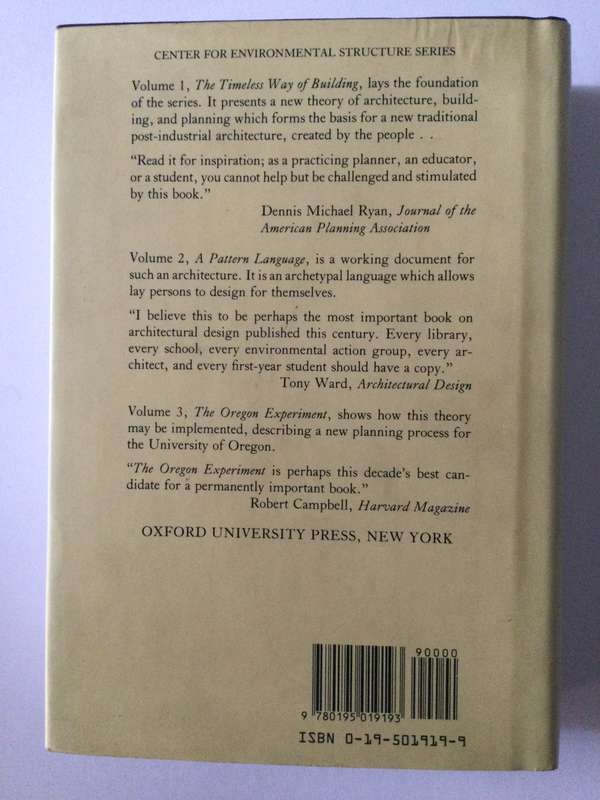 CENTER FOR ENVIRONMENTAL STRUCTURE SERIES
Volume 1, The Timeless Way of Building, lays the foundation
of the series. It presents a new theory of architecture, build-
ing, and planning which forms the basis for a new traditional
post-industrial architecture, created by the people . .
“Read it for inspiration; as a practicing planner, an educator,
or a student, you cannot help but be challenged and stimulated
by this book.”
Dennis Michael Ryan, Journal of the
American Planning Association
Volume 2, A Pattern Language, is a working document for
such an architecture. It is an archetypal language which allows
lay persons to design for themselves.
“I believe this to be perhaps the most important book on
architectural design published this century. Every library,
every school, every environmental action group, every ar-
chitect, and every first-year student should have a copy.”
Tony Ward, Architectural Design
Volume 3, The Oregon Experiment, shows how this theory
may be implemented, describing a new planning process for
the University of Oregon.
“The Oregon Experiment is perhaps this decade’s best can-
didate for a permanently important book.”
Robert Campbell, Harvard Magazine
OXFORD UNIVERSITY PRESS, NEW YORK
90000
9 780195 019193
ISBN 0-19-501919-9